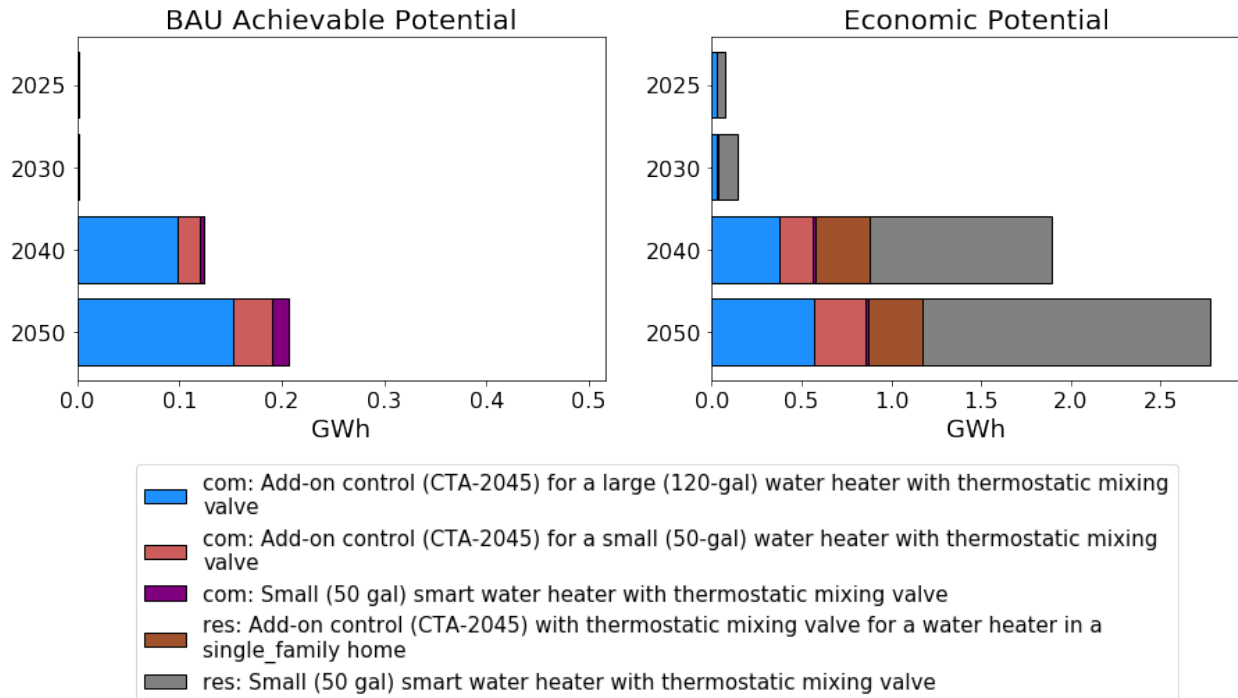 BAU Achievable Potential
2025
2030
2040
2050
0.0 0.1 0.2 0.3 0.4 0.5
GWh
Economic Potential
2025
2030
2040
2050
0.0 0.5 1.0 1.5 2.0 2.5
GWh
com: Add-on control (CTA-2045) for a large (120-gal) water heater with thermostatic mixing
valve
com: Add-on control (CTA-2045) for a small (50-gal) water heater with thermostatic mixing
valve
com: Small (50 gal) smart water heater with thermostatic mixing valve
res: Add-on control (CTA-2045) with thermostatic mixing valve for a water heater in a
single_family home
res: Small (50 gal) smart water heater with thermostatic mixing valve